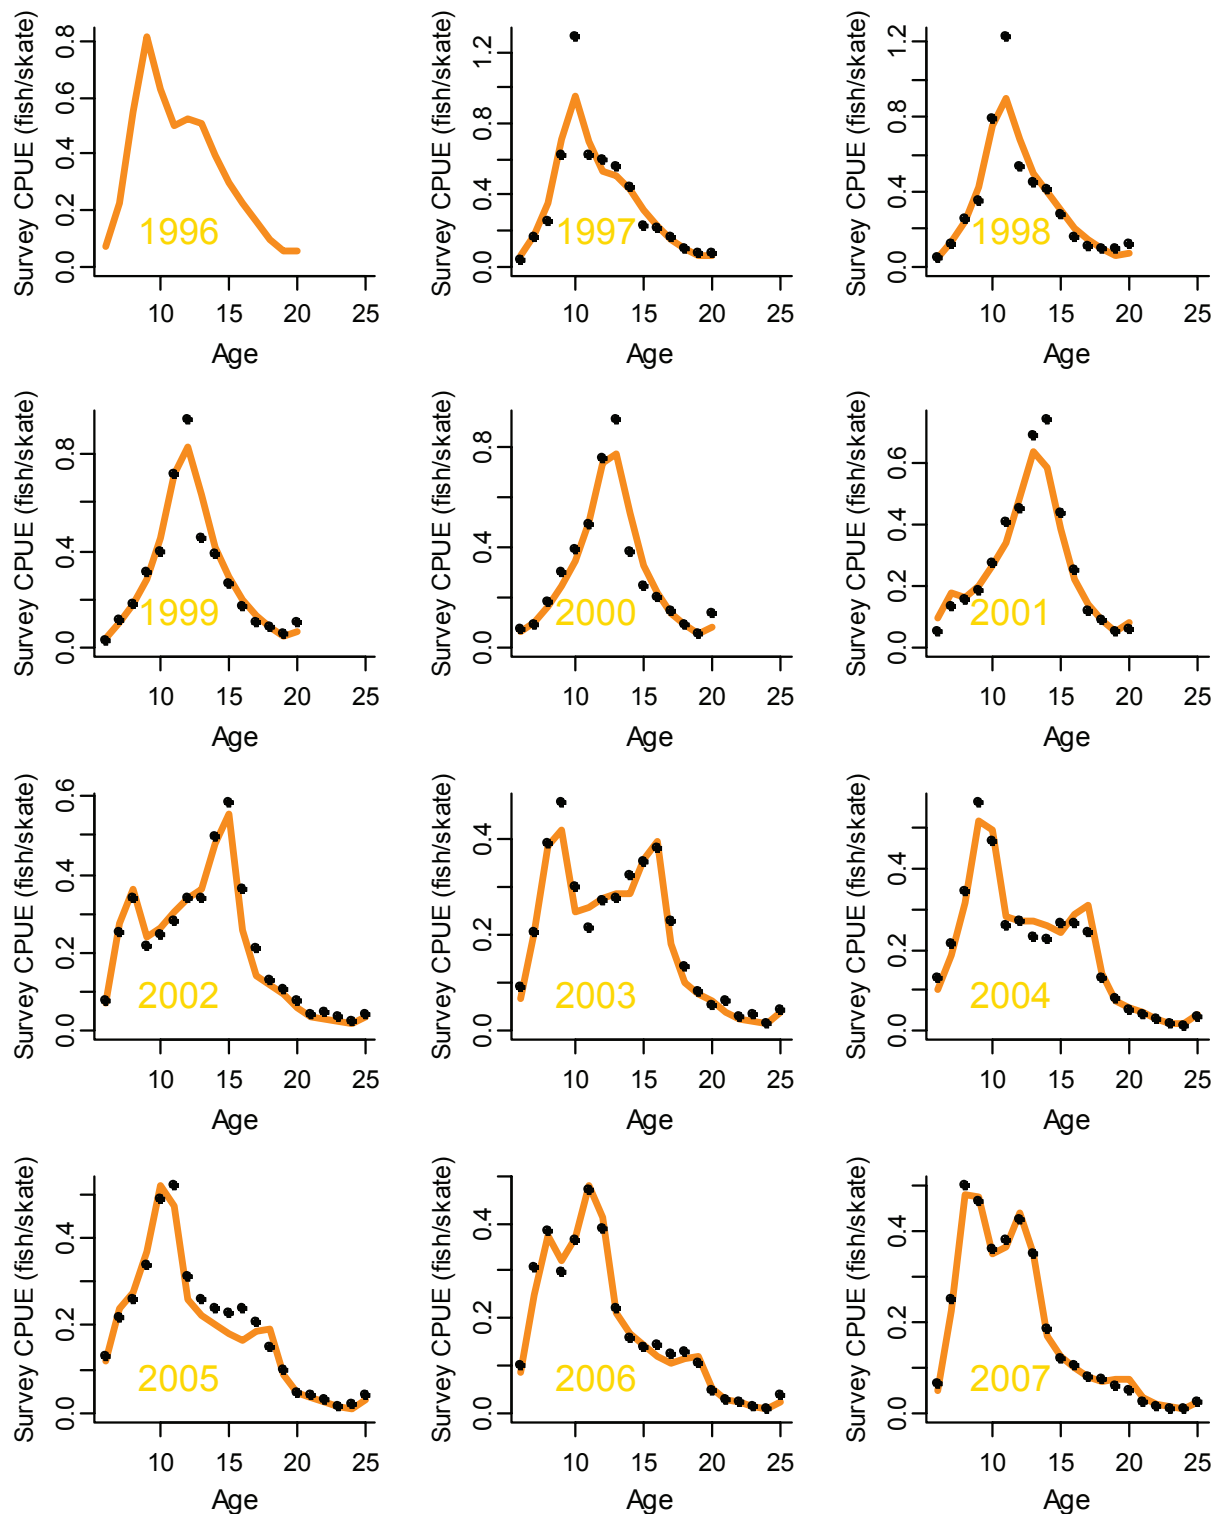 Survey CPUE (fish/skate)
0.0 0.2 0.4 0.6 0.8
1996
10 15 20 25
Age
Survey CPUE (fish/skate)
0.0 0.4 0.8 1.2
1997
10 15 20 25
Age
Survey CPUE (fish/skate)
0.0 0.4 0.8 1.2
1998
10 15 20 25
Age
Survey CPUE (fish/skate)
0.0 0.4 0.8
1999
10 15 20 25
Age
Survey CPUE (fish/skate)
0.0 0.4 0.8
2000
10 15 20 25
Age
Survey CPUE (fish/skate)
0.0 0.2 0.4 0.6
2001
10 15 20 25
Age
Survey CPUE (fish/skate)
0.0 0.2 0.4 0.6
2002
10 15 20 25
Age
Survey CPUE (fish/skate)
0.0 0.2 0.4
2003
10 15 20 25
Age
Survey CPUE (fish/skate)
0.0 0.2 0.4
2004
10 15 20 25
Age
Survey CPUE (fish/skate)
0.0 0.2 0.4
2005
10 15 20 25
Age
Survey CPUE (fish/skate)
0.0 0.2 0.4
2006
10 15 20 25
Age
Survey CPUE (fish/skate)
0.0 0.2 0.4
2007
10 15 20 25
Age